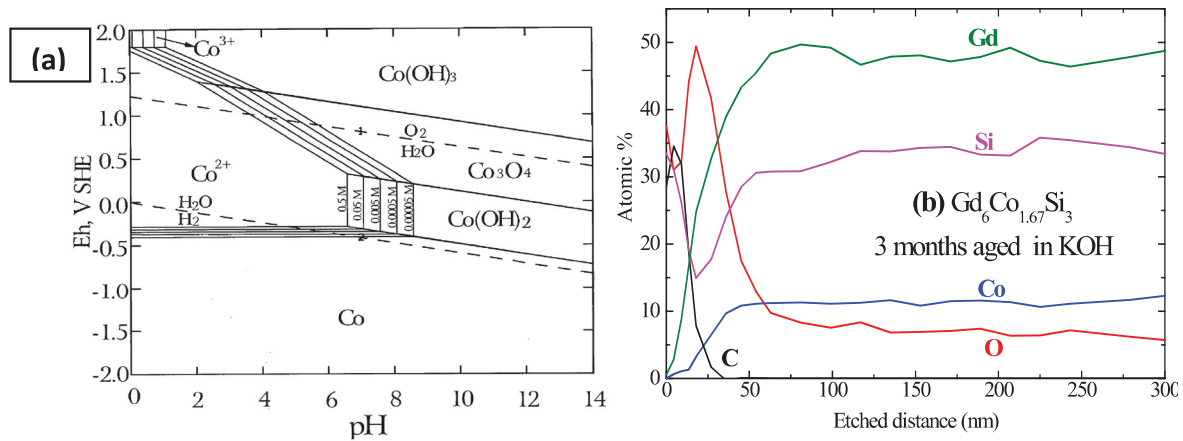 (a)
2.0
1.5
1.0
0.5
0.0
-0.5
-1.0
-1.5
-2.0
Eh, V SHE
Co³⁺
Co(OH)₃
1
O₂
H₂O
Co₃O₄
Co²⁺
H₂O
H₂
0.5 M
0.05 M
0.005 M
0.0005 M
0.00005 M
Co(OH)₂
2
Co
0 2 4 6 8 10 12 14
pH
50
40
30
20
10
0
Atomic %
Gd
Si
(b) Gd₆Co₁.₆₇Si₃
3 months aged in KOH
Co
C
O
0 50 100 150 200 250 300
Etched distance (nm)